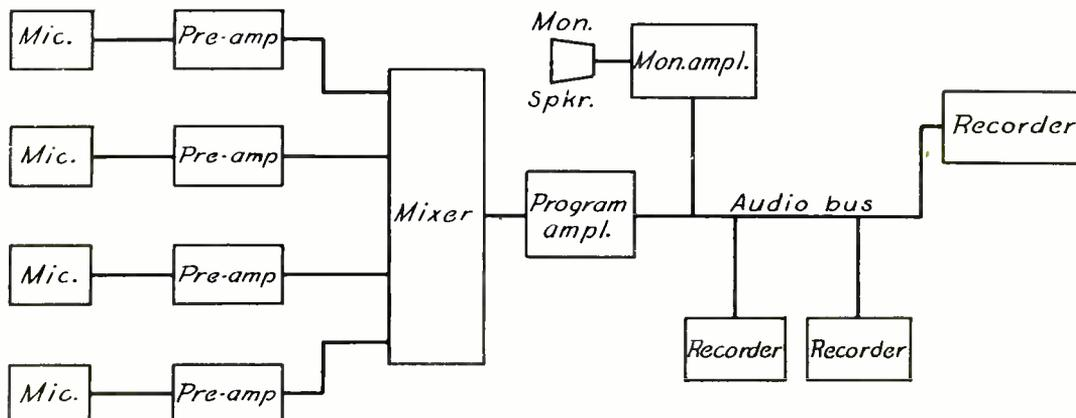 Mic.
Pre-amp
Mon.
Mon.ampl.
Spkr.
Recorder
Mic.
Pre-amp
Mixer
Program
ampl.
Audio bus
Mic.
Pre-amp
Recorder
Recorder
Mic.
Pre-amp